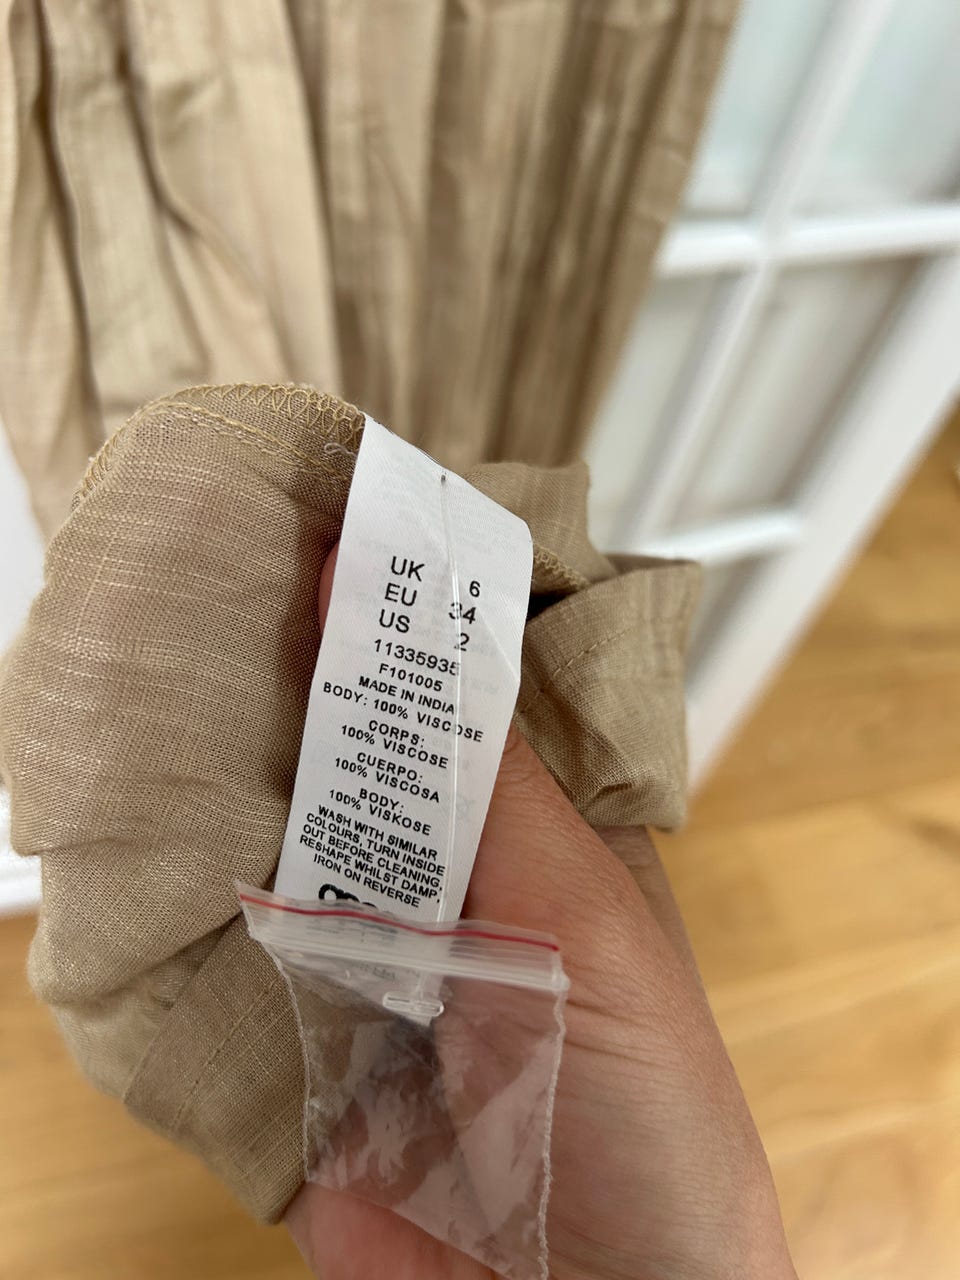 UK 6
EU 34
US 2
11335935
F101005
MADE IN INDIA
BODY: 100% VISCOSE
CORPS:
100% VISCOSE
CUERPO:
100% VISCOSA
BODY:
100% VISKOSE
WASH WITH SIMILAR
COLOURS, TURN INSIDE
OUT BEFORE CLEANING,
RESHAPE WHILST DAMP,
IRON ON REVERSE